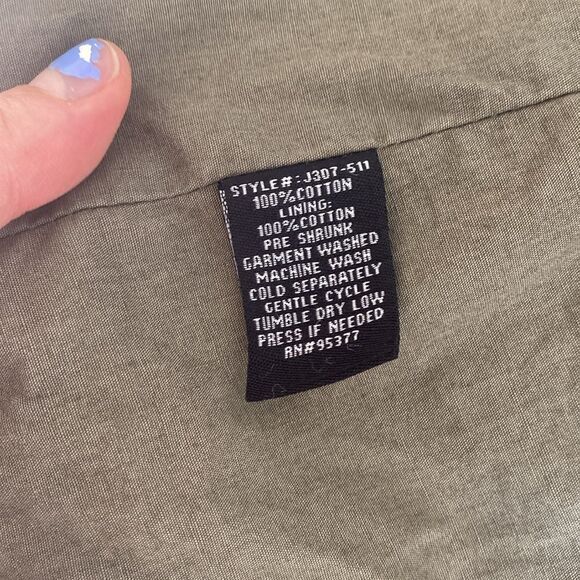 STYLE#:J307-511
100%COTTON
LINING:
100%COTTON
PRE SHRUNK
GARMENT WASHED
MACHINE WASH
COLD SEPARATELY
GENTLE CYCLE
TUMBLE DRY LOW
PRESS IF NEEDED
RN#95377